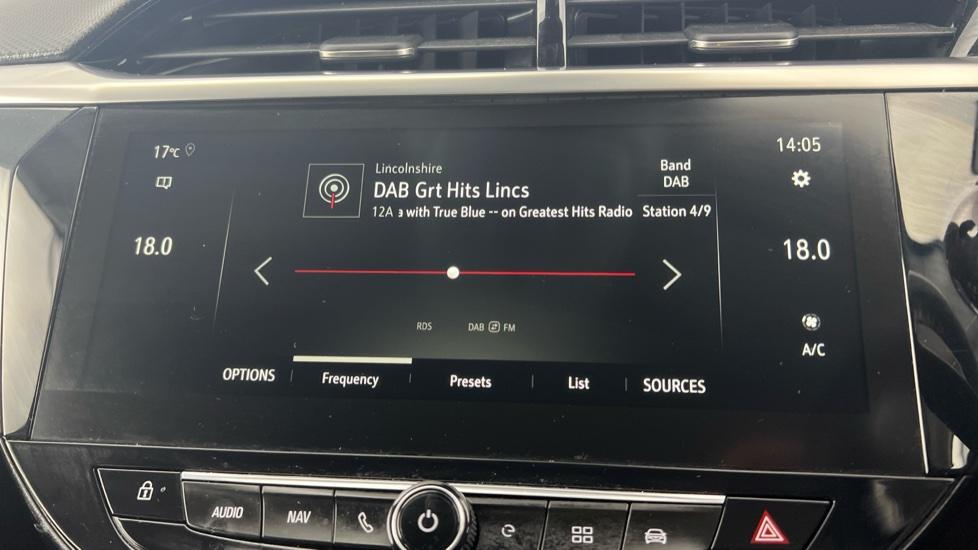 17°C
14:05
Lincolnshire
DAB Grt Hits Lincs
12A a with True Blue -- on Greatest Hits Radio
Band
DAB
Station 4/9
18.0
18.0
RDS
DAB FM
A/C
OPTIONS
Frequency
Presets
List
SOURCES
AUDIO
NAV